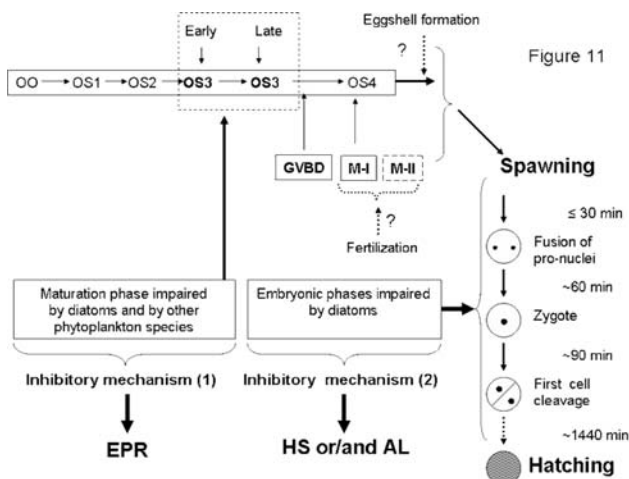 Eggshell formation
Early Late
?
Figure 11
OO OS1 OS2 OS3 OS3 OS4
GVBD M-I M-II
Spawning
?
Fertilization
≤ 30 min
Fusion of
pro-nuclei
~60 min
Zygote
~90 min
First cell
cleavage
~1440 min
Hatching
Maturation phase impaired
by diatoms and by other
phytoplankton species
Embryonic phases impaired
by diatoms
Inhibitory mechanism (1)
Inhibitory mechanism (2)
EPR
HS or/and AL